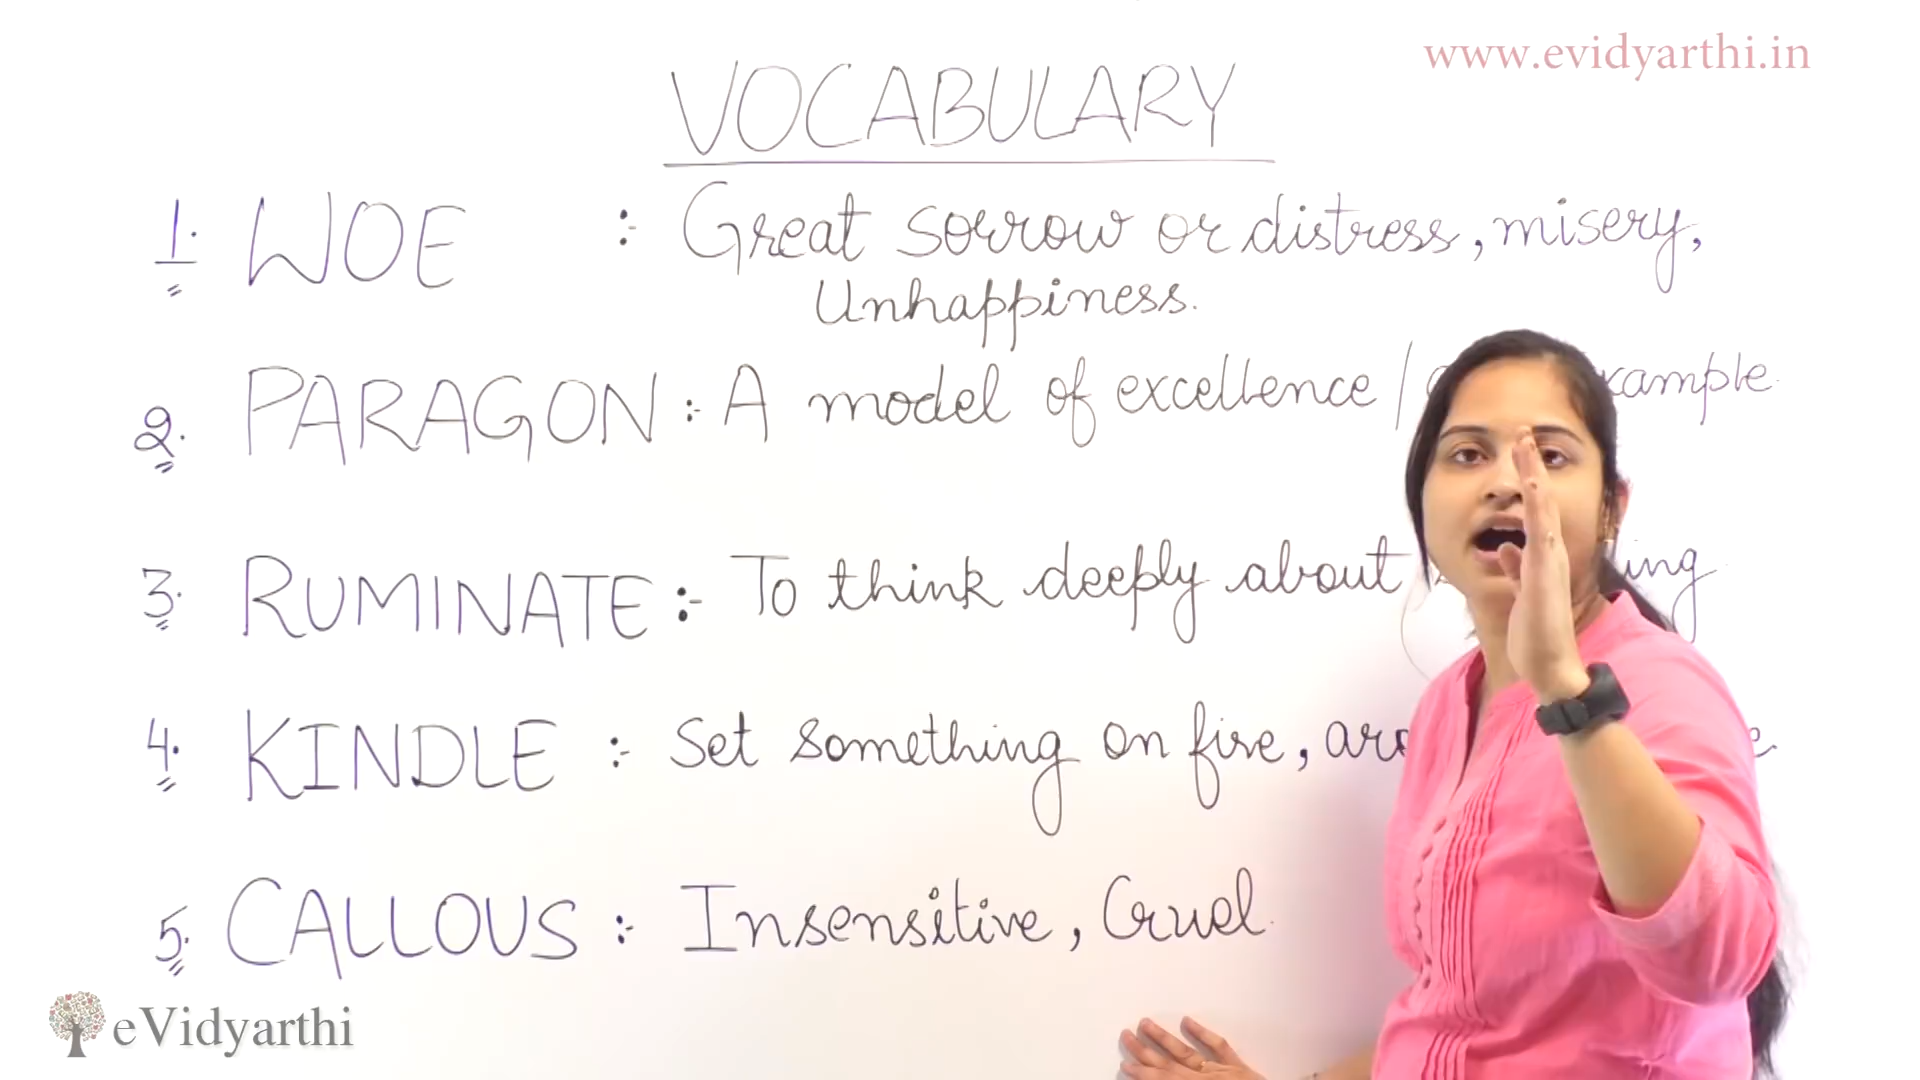 www.evidyarthi.in
VOCABULARY
1. WOE :- Great sorrow or distress, misery,
Unhappiness.
2. PARAGON :- A model of excellence /
3. RUMINATE :- To think deeply about
4. KINDLE :- Set something on fire,
5. CALLOUS :- Insensitive, Cruel.
eVidyarthi